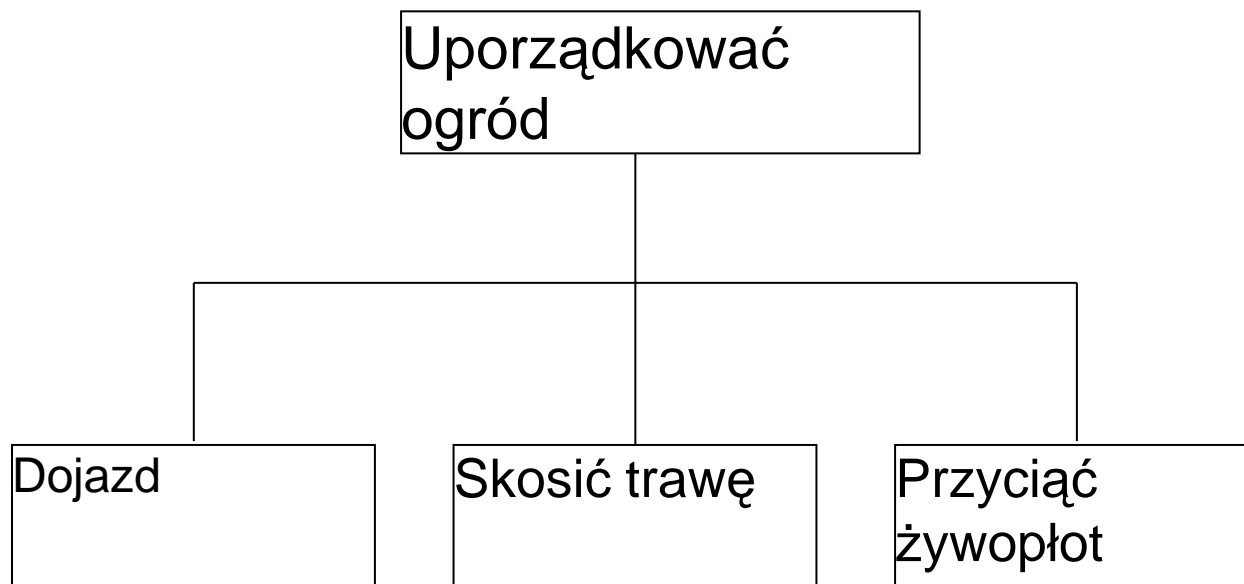 Uporządkować
ogród
Dojazd
Skosić trawę
Przyciąć
żywopłot